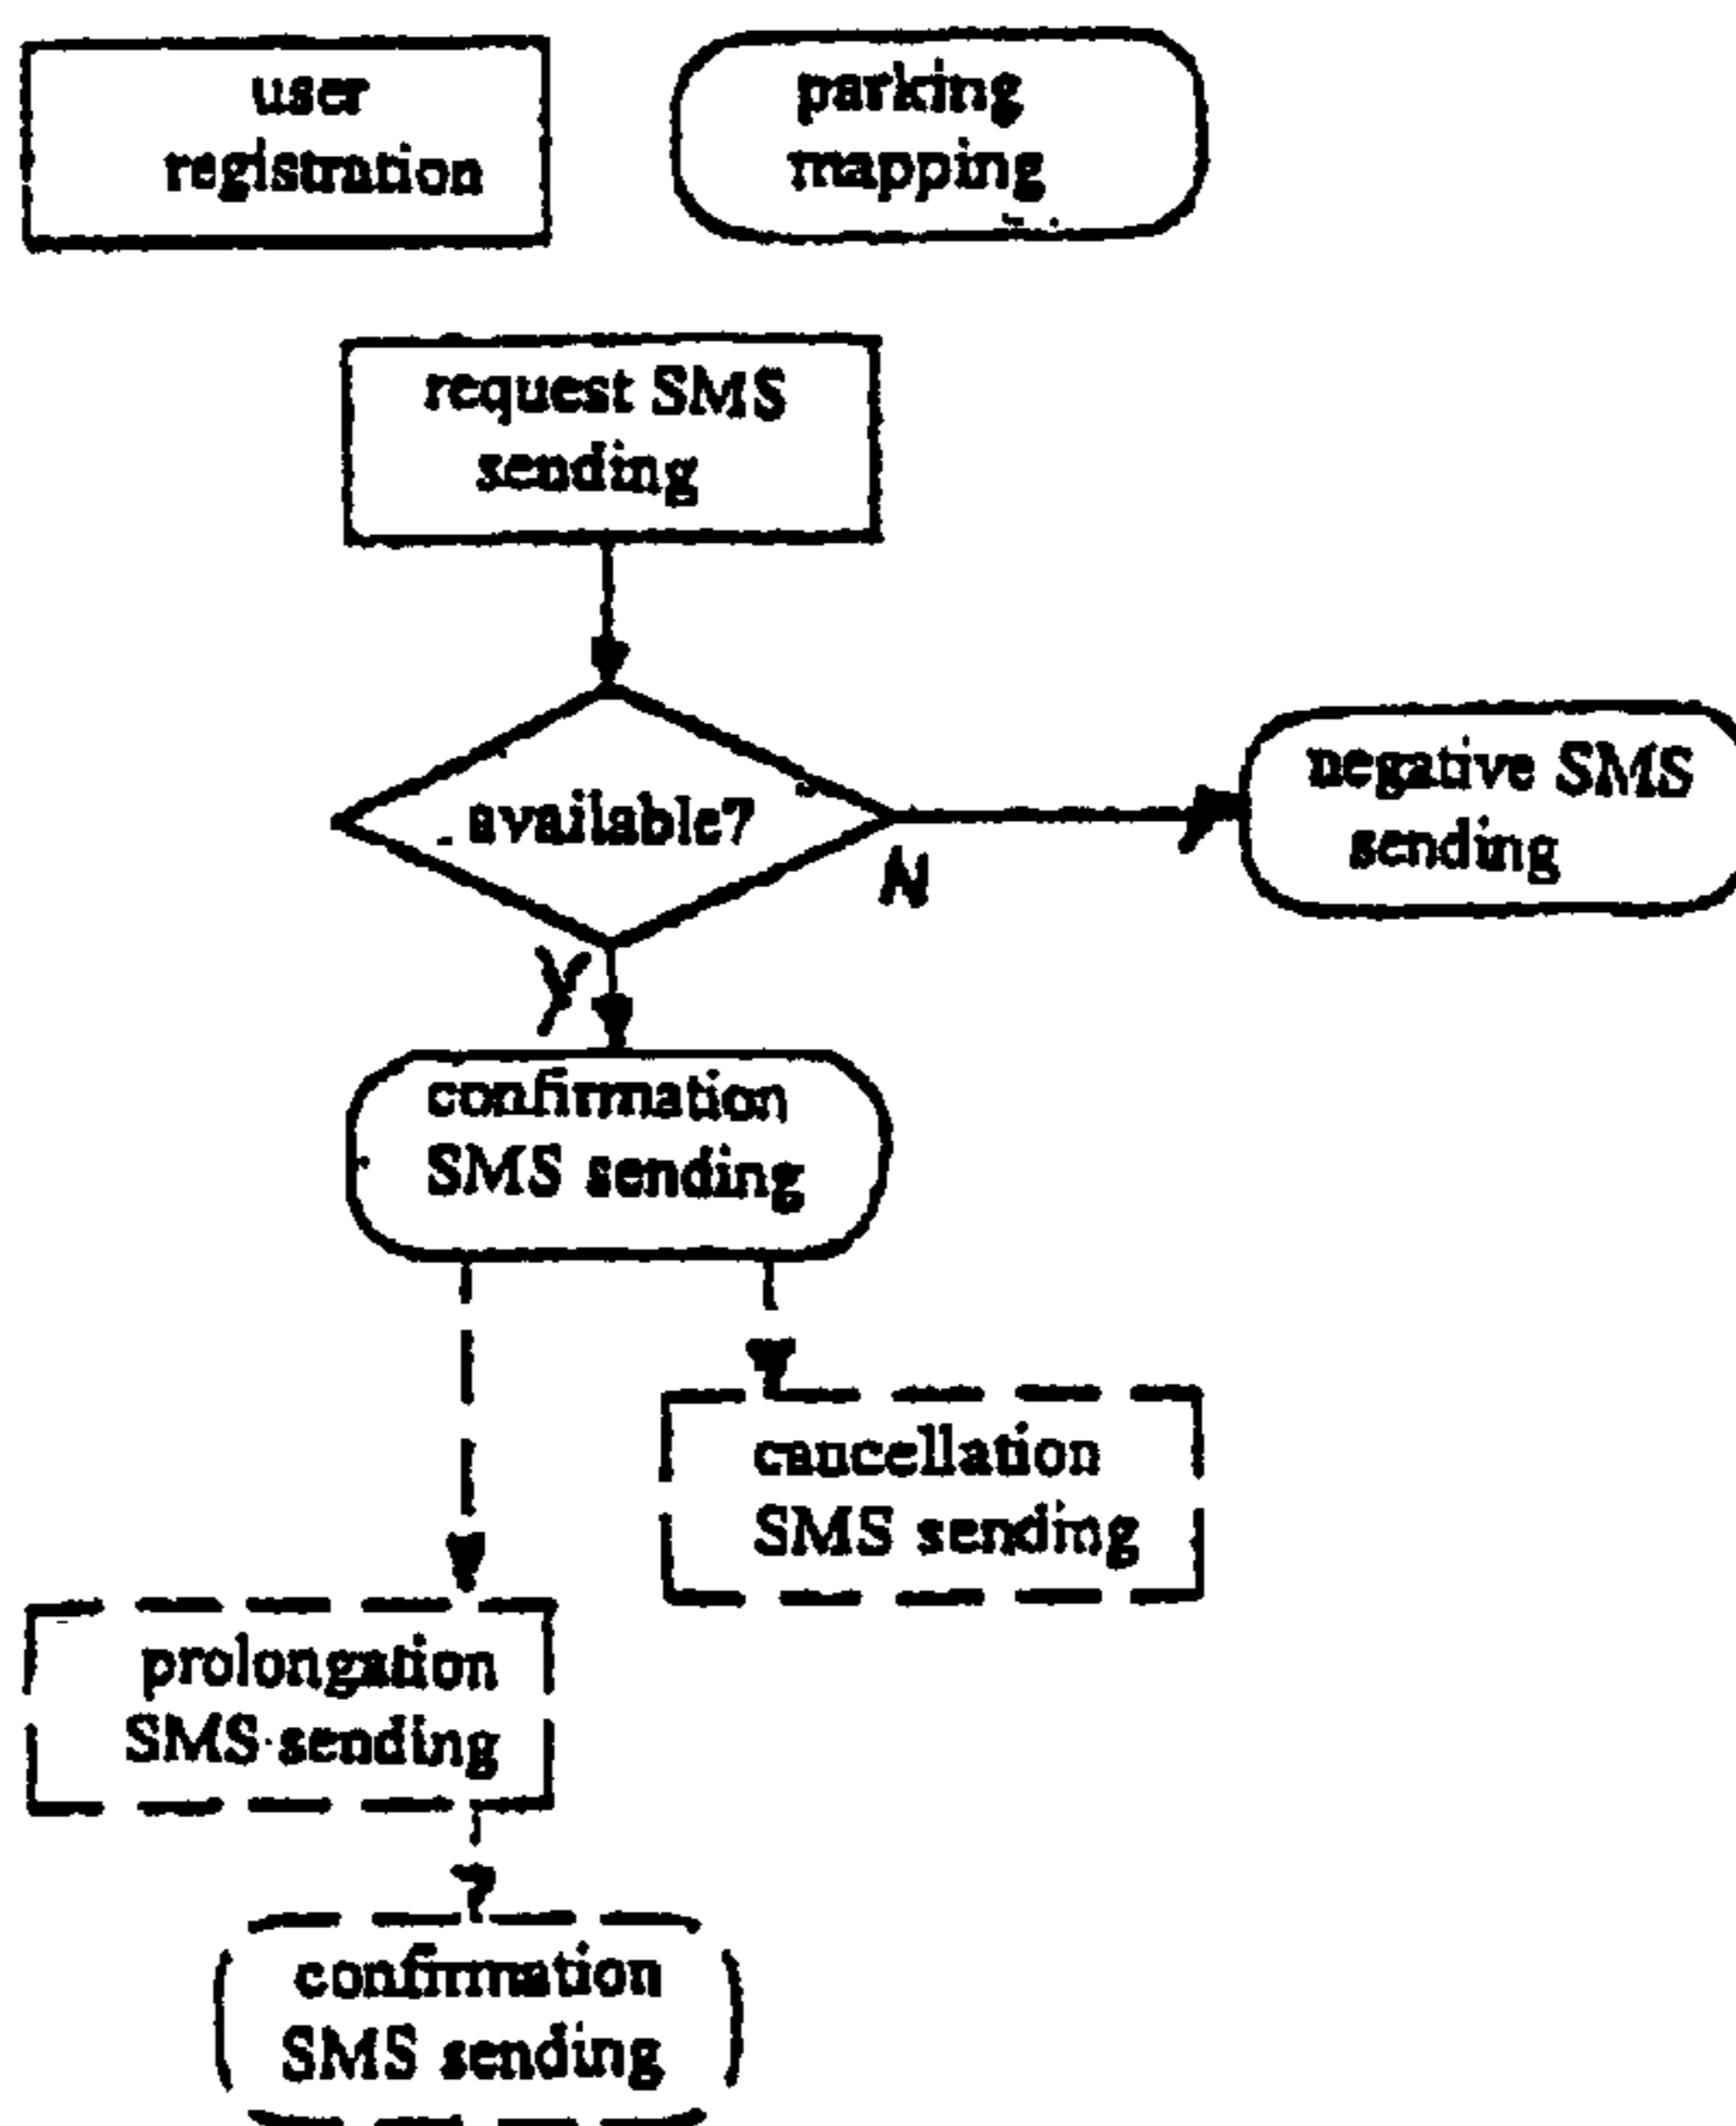 user
registration
parking
mapping
request SMS
sending
available?
negative SMS
sending
N
Y
confirmation
SMS sending
cancellation
SMS sending
prolongation
SMS sending
confirmation
SMS sending